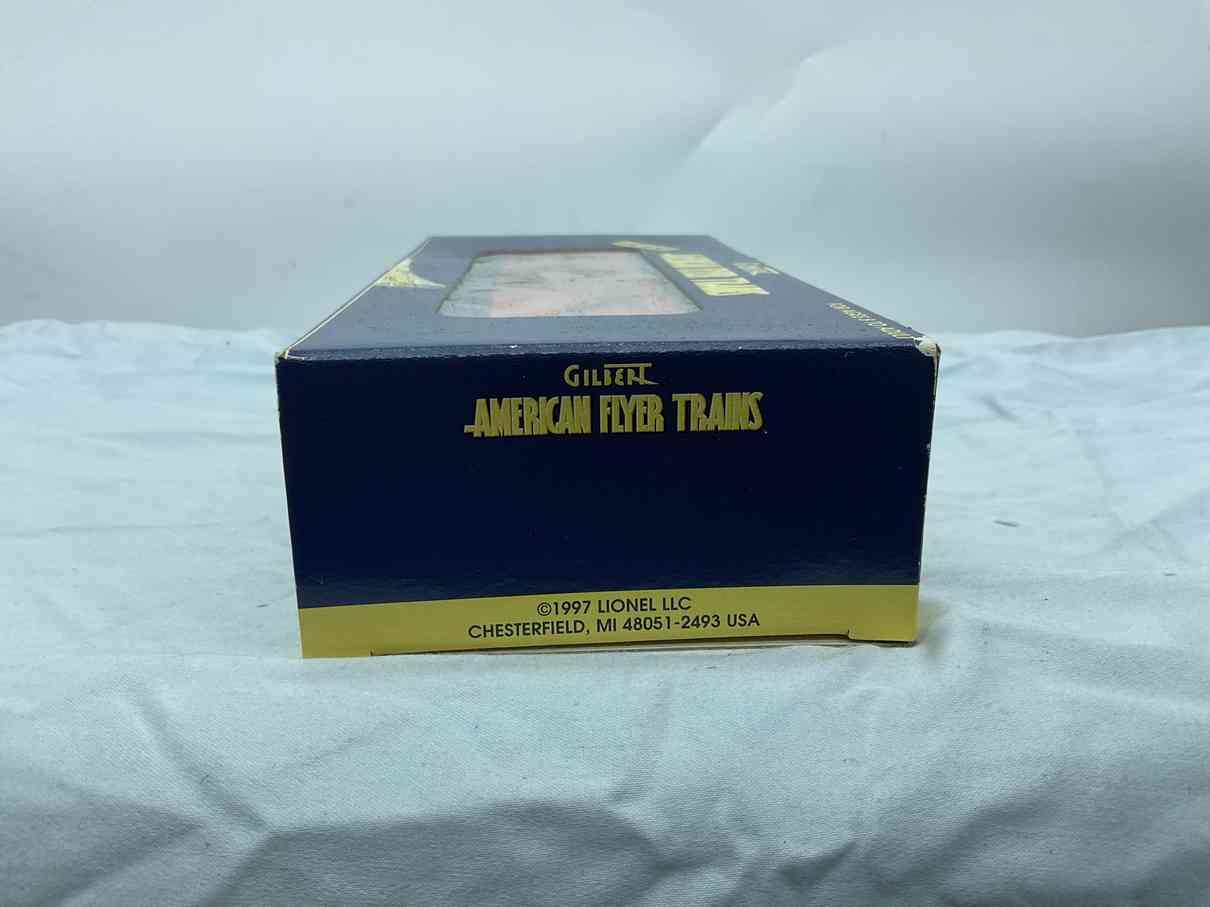 GILBERT
AMERICAN FLYER TRAINS
©1997 LIONEL LLC
CHESTERFIELD, MI 48051-2493 USA